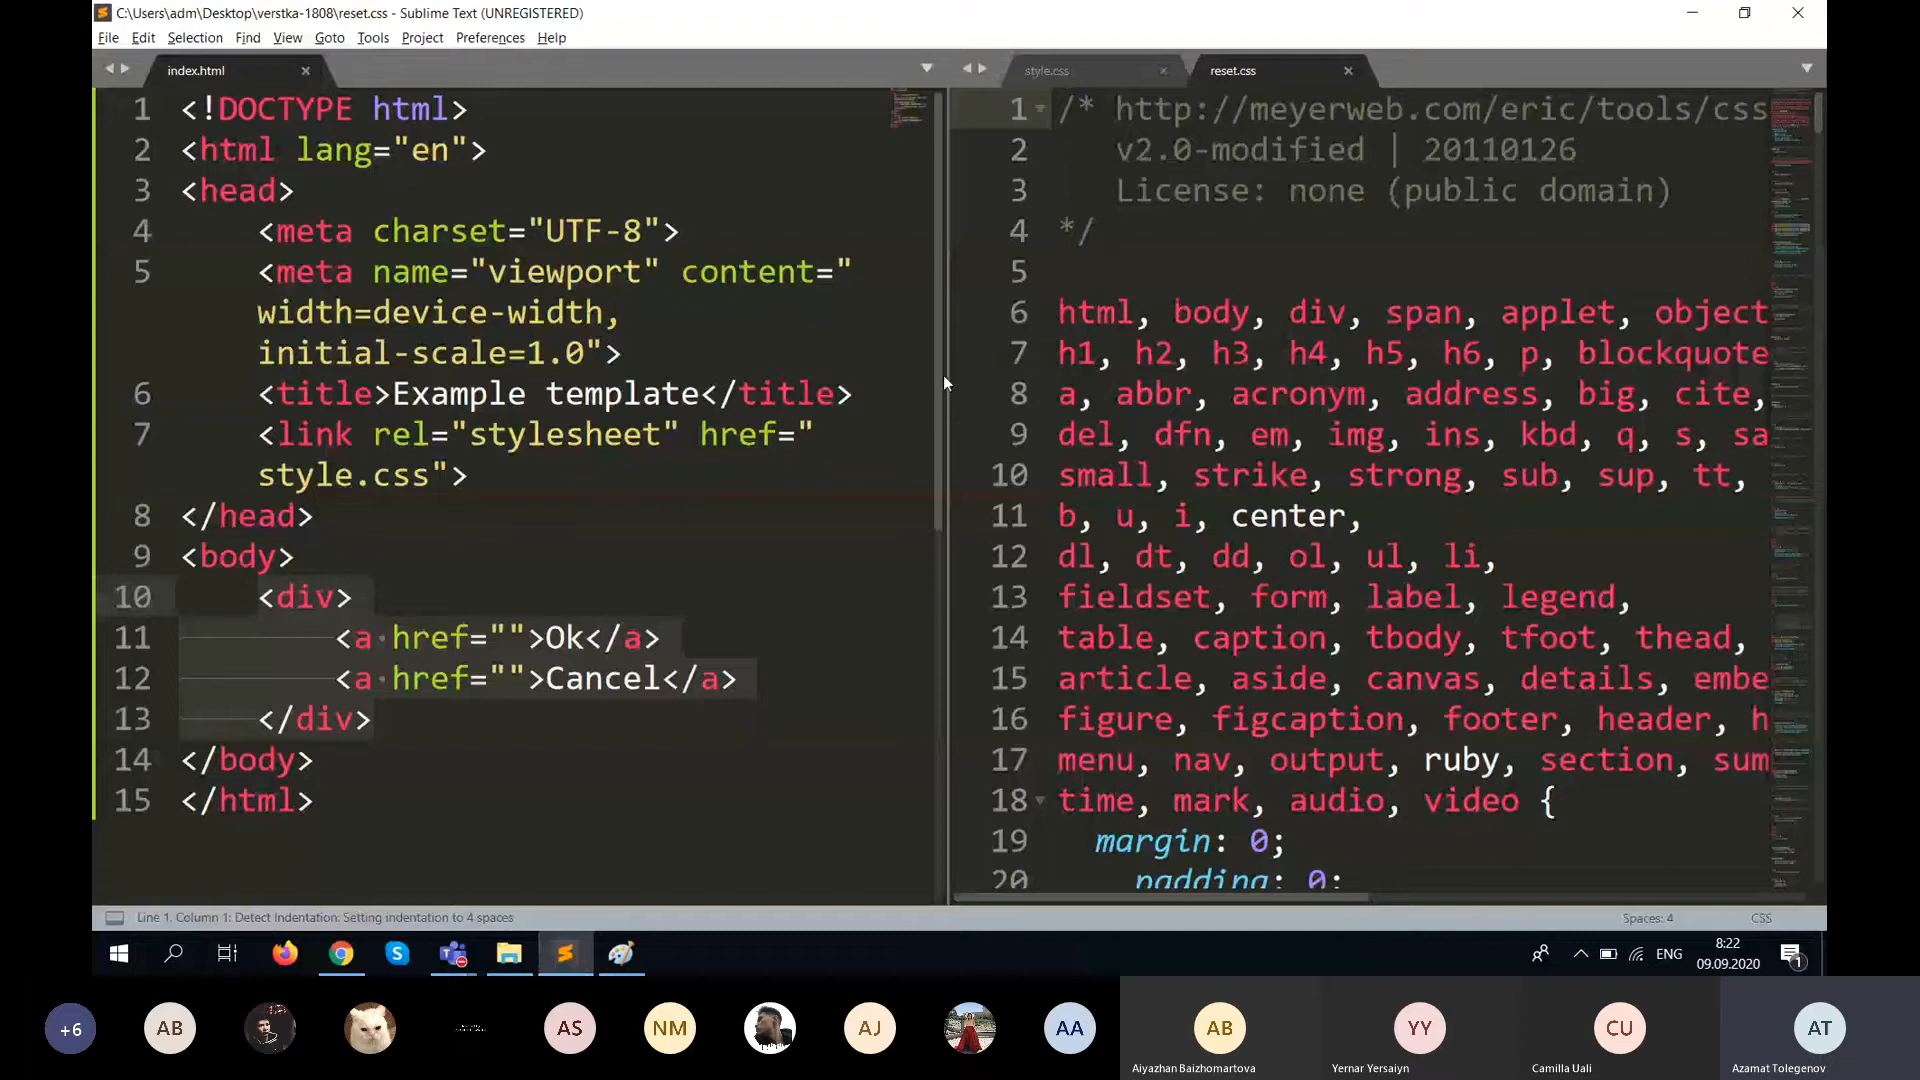 C:\Users\adm\Desktop\verstka-1808\reset.css - Sublime Text (UNREGISTERED)
File Edit Selection Find View Goto Tools Project Preferences Help
index.html
1 <!DOCTYPE html>
2 <html lang="en">
3 <head>
4 <meta charset="UTF-8">
5 <meta name="viewport" content="
width=device-width,
initial-scale=1.0">
6 <title>Example template</title>
7 <link rel="stylesheet" href="
style.css">
8 </head>
9 <body>
10 <div>
11 <a href="">Ok</a>
12 <a href="">Cancel</a>
13 </div>
14 </body>
15 </html>
style.css reset.css
1 /* http://meyerweb.com/eric/tools/css
2 v2.0-modified | 20110126
3 License: none (public domain)
4 */
5
6 html, body, div, span, applet, object
7 h1, h2, h3, h4, h5, h6, p, blockquote
8 a, abbr, acronym, address, big, cite,
9 del, dfn, em, img, ins, kbd, q, s, sa
10 small, strike, strong, sub, sup, tt,
11 b, u, i, center,
12 dl, dt, dd, ol, ul, li,
13 fieldset, form, label, legend,
14 table, caption, tbody, tfoot, thead,
15 article, aside, canvas, details, embe
16 figure, figcaption, footer, header, h
17 menu, nav, output, ruby, section, sum
18 time, mark, audio, video {
19 margin: 0;
20 padding: 0;
Line 1, Column 1: Detect Indentation: Setting indentation to 4 spaces
Spaces: 4 CSS
ENG
8:22
09.09.2020
1
+6 AB AS NM AJ AA AB YY CU AT
Aiyazhan Baizhomartova Yernar Yersaiyn Camilla Uali Azamat Tolegenov